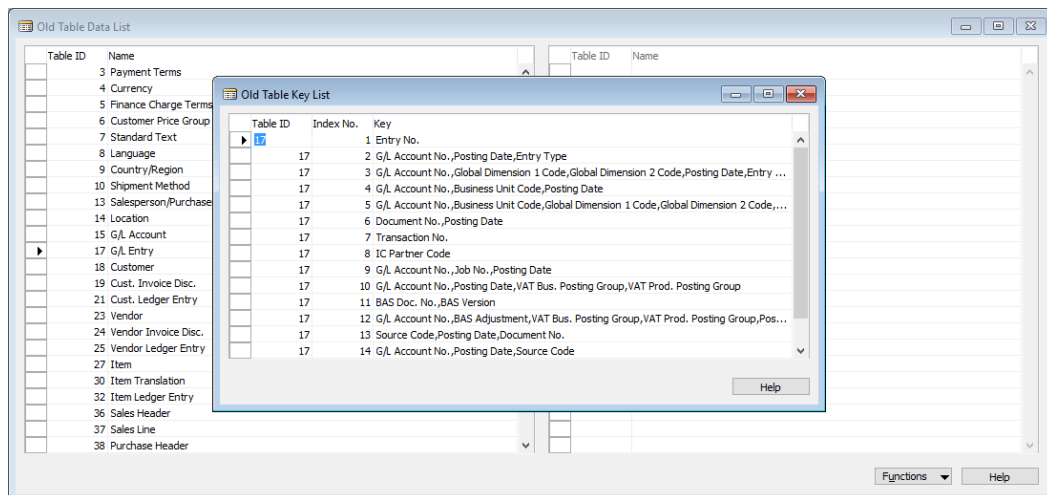 Old Table Data List
Table ID Name
3 Payment Terms
4 Currency
5 Finance Charge Terms
6 Customer Price Group
7 Standard Text
8 Language
9 Country/Region
10 Shipment Method
13 Salesperson/Purchase
14 Location
15 G/L Account
17 G/L Entry
18 Customer
19 Cust. Invoice Disc.
21 Cust. Ledger Entry
23 Vendor
24 Vendor Invoice Disc.
25 Vendor Ledger Entry
27 Item
30 Item Translation
32 Item Ledger Entry
36 Sales Header
37 Sales Line
38 Purchase Header
Table ID Name
Old Table Key List
Table ID Index No. Key
17 1 Entry No.
17 2 G/L Account No.,Posting Date,Entry Type
17 3 G/L Account No.,Global Dimension 1 Code,Global Dimension 2 Code,Posting Date,Entry ...
17 4 G/L Account No.,Business Unit Code,Posting Date
17 5 G/L Account No.,Business Unit Code,Global Dimension 1 Code,Global Dimension 2 Code,...
17 6 Document No.,Posting Date
17 7 Transaction No.
17 8 IC Partner Code
17 9 G/L Account No.,Job No.,Posting Date
17 10 G/L Account No.,Posting Date,VAT Bus. Posting Group,VAT Prod. Posting Group
17 11 BAS Doc. No.,BAS Version
17 12 G/L Account No.,BAS Adjustment,VAT Bus. Posting Group,VAT Prod. Posting Group,Pos...
17 13 Source Code,Posting Date,Document No.
17 14 G/L Account No.,Posting Date,Source Code
Help
Functions Help